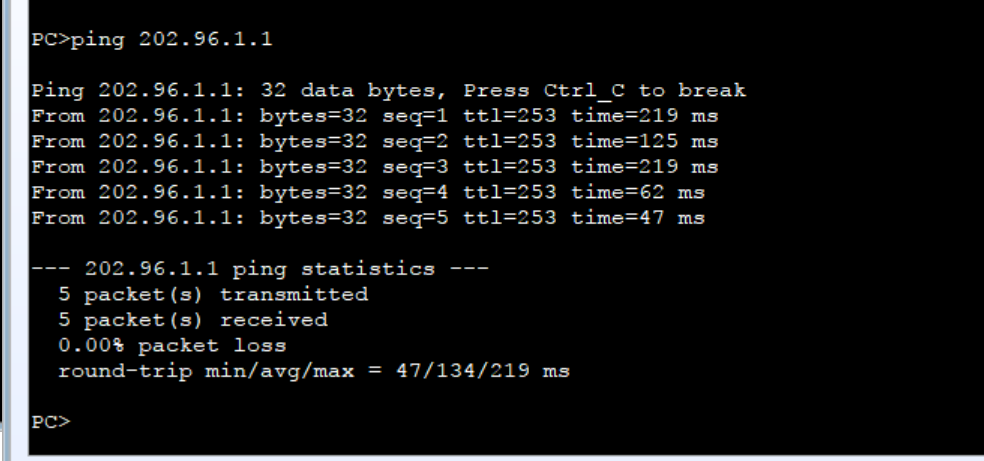 PC>ping 202.96.1.1
Ping 202.96.1.1: 32 data bytes, Press Ctrl_C to break
From 202.96.1.1: bytes=32 seq=1 ttl=253 time=219 ms
From 202.96.1.1: bytes=32 seq=2 ttl=253 time=125 ms
From 202.96.1.1: bytes=32 seq=3 ttl=253 time=219 ms
From 202.96.1.1: bytes=32 seq=4 ttl=253 time=62 ms
From 202.96.1.1: bytes=32 seq=5 ttl=253 time=47 ms
--- 202.96.1.1 ping statistics ---
5 packet(s) transmitted
5 packet(s) received
0.00% packet loss
round-trip min/avg/max = 47/134/219 ms
PC>